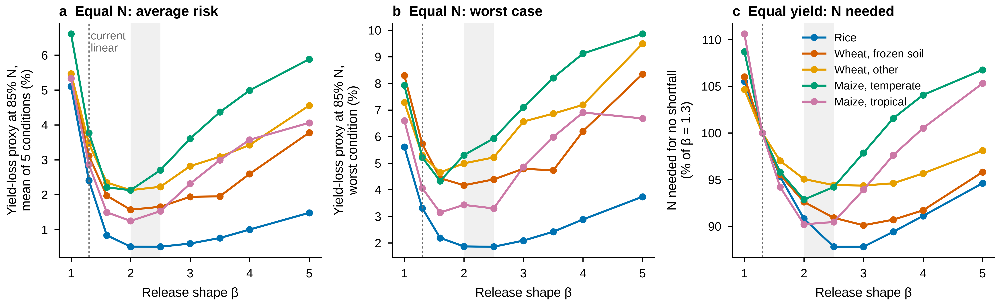 a Equal N: average risk
Yield-loss proxy at 85% N,
mean of 5 conditions (%)
6
5
4
3
2
1
current
linear
1 2 3 4 5
Release shape β
b Equal N: worst case
Yield-loss proxy at 85% N,
worst condition (%)
10
9
8
7
6
5
4
3
2
1 2 3 4 5
Release shape β
c Equal yield: N needed
N needed for no shortfall
(% of β = 1.3)
110
105
100
95
90
Rice
Wheat, frozen soil
Wheat, other
Maize, temperate
Maize, tropical
1 2 3 4 5
Release shape β